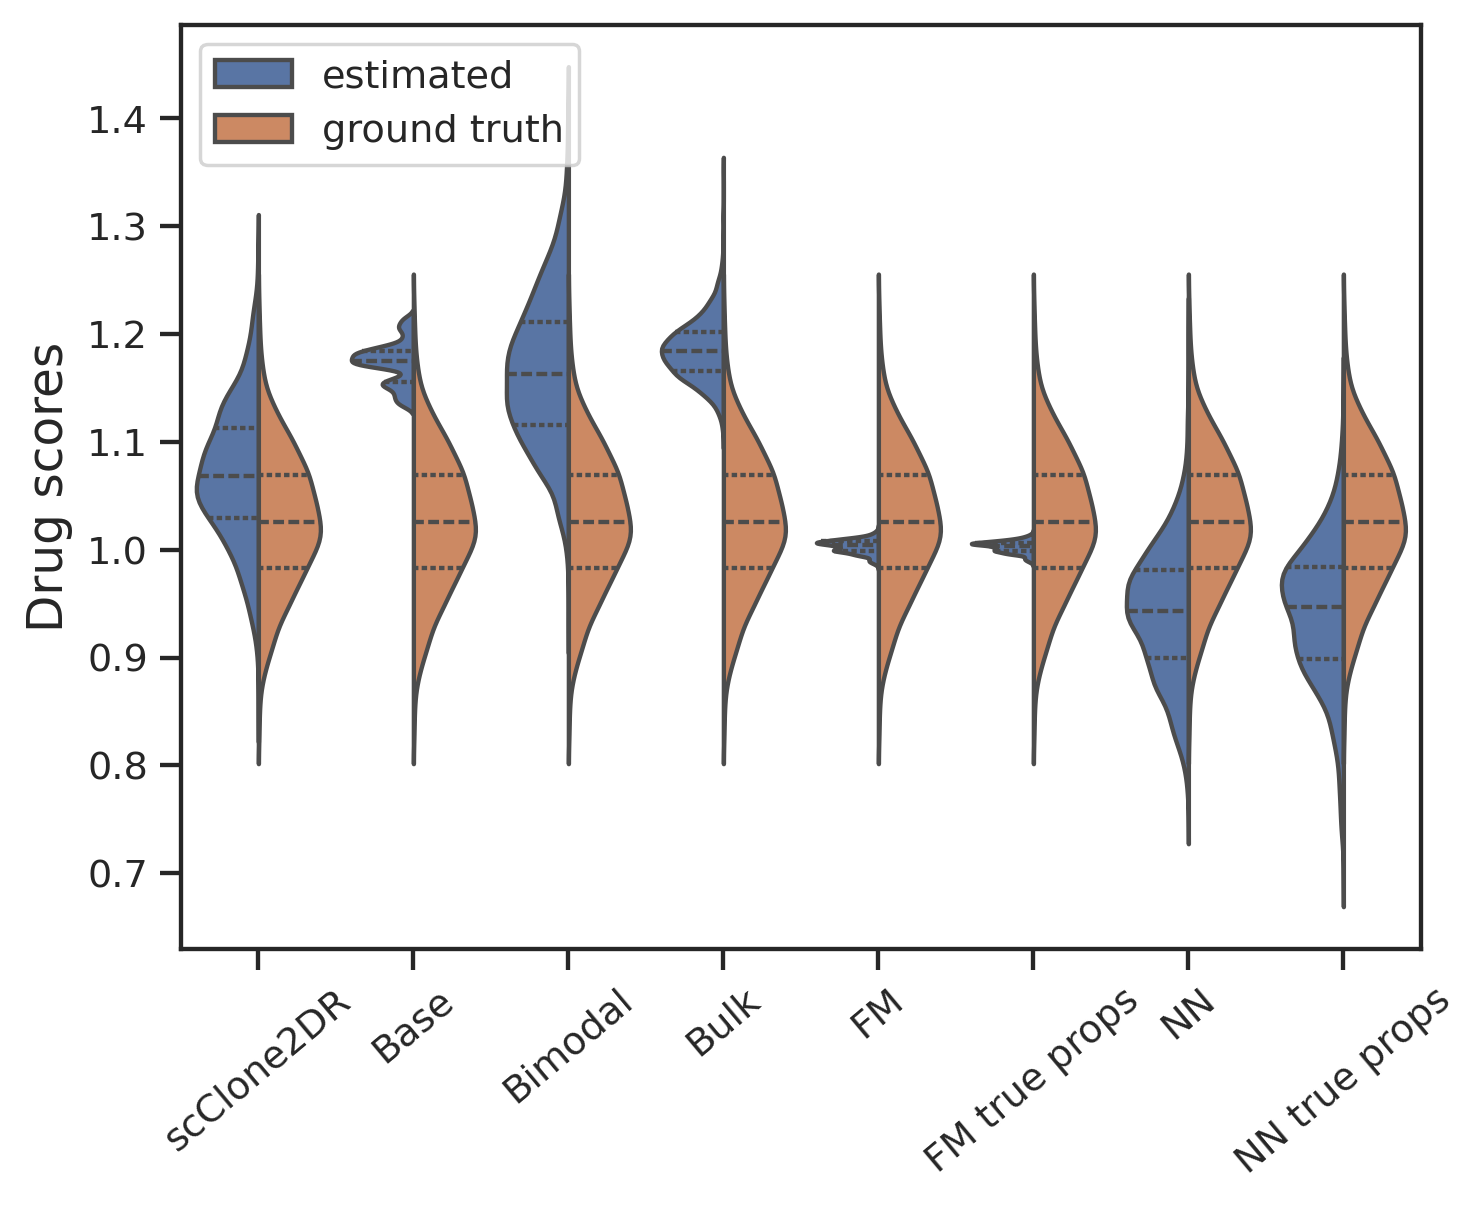 estimated
ground truth
Drug scores
1.4
1.3
1.2
1.1
1.0
0.9
0.8
0.7
scClone2DR
Base
Bimodal
Bulk
FM
FM true props
NN
NN true props